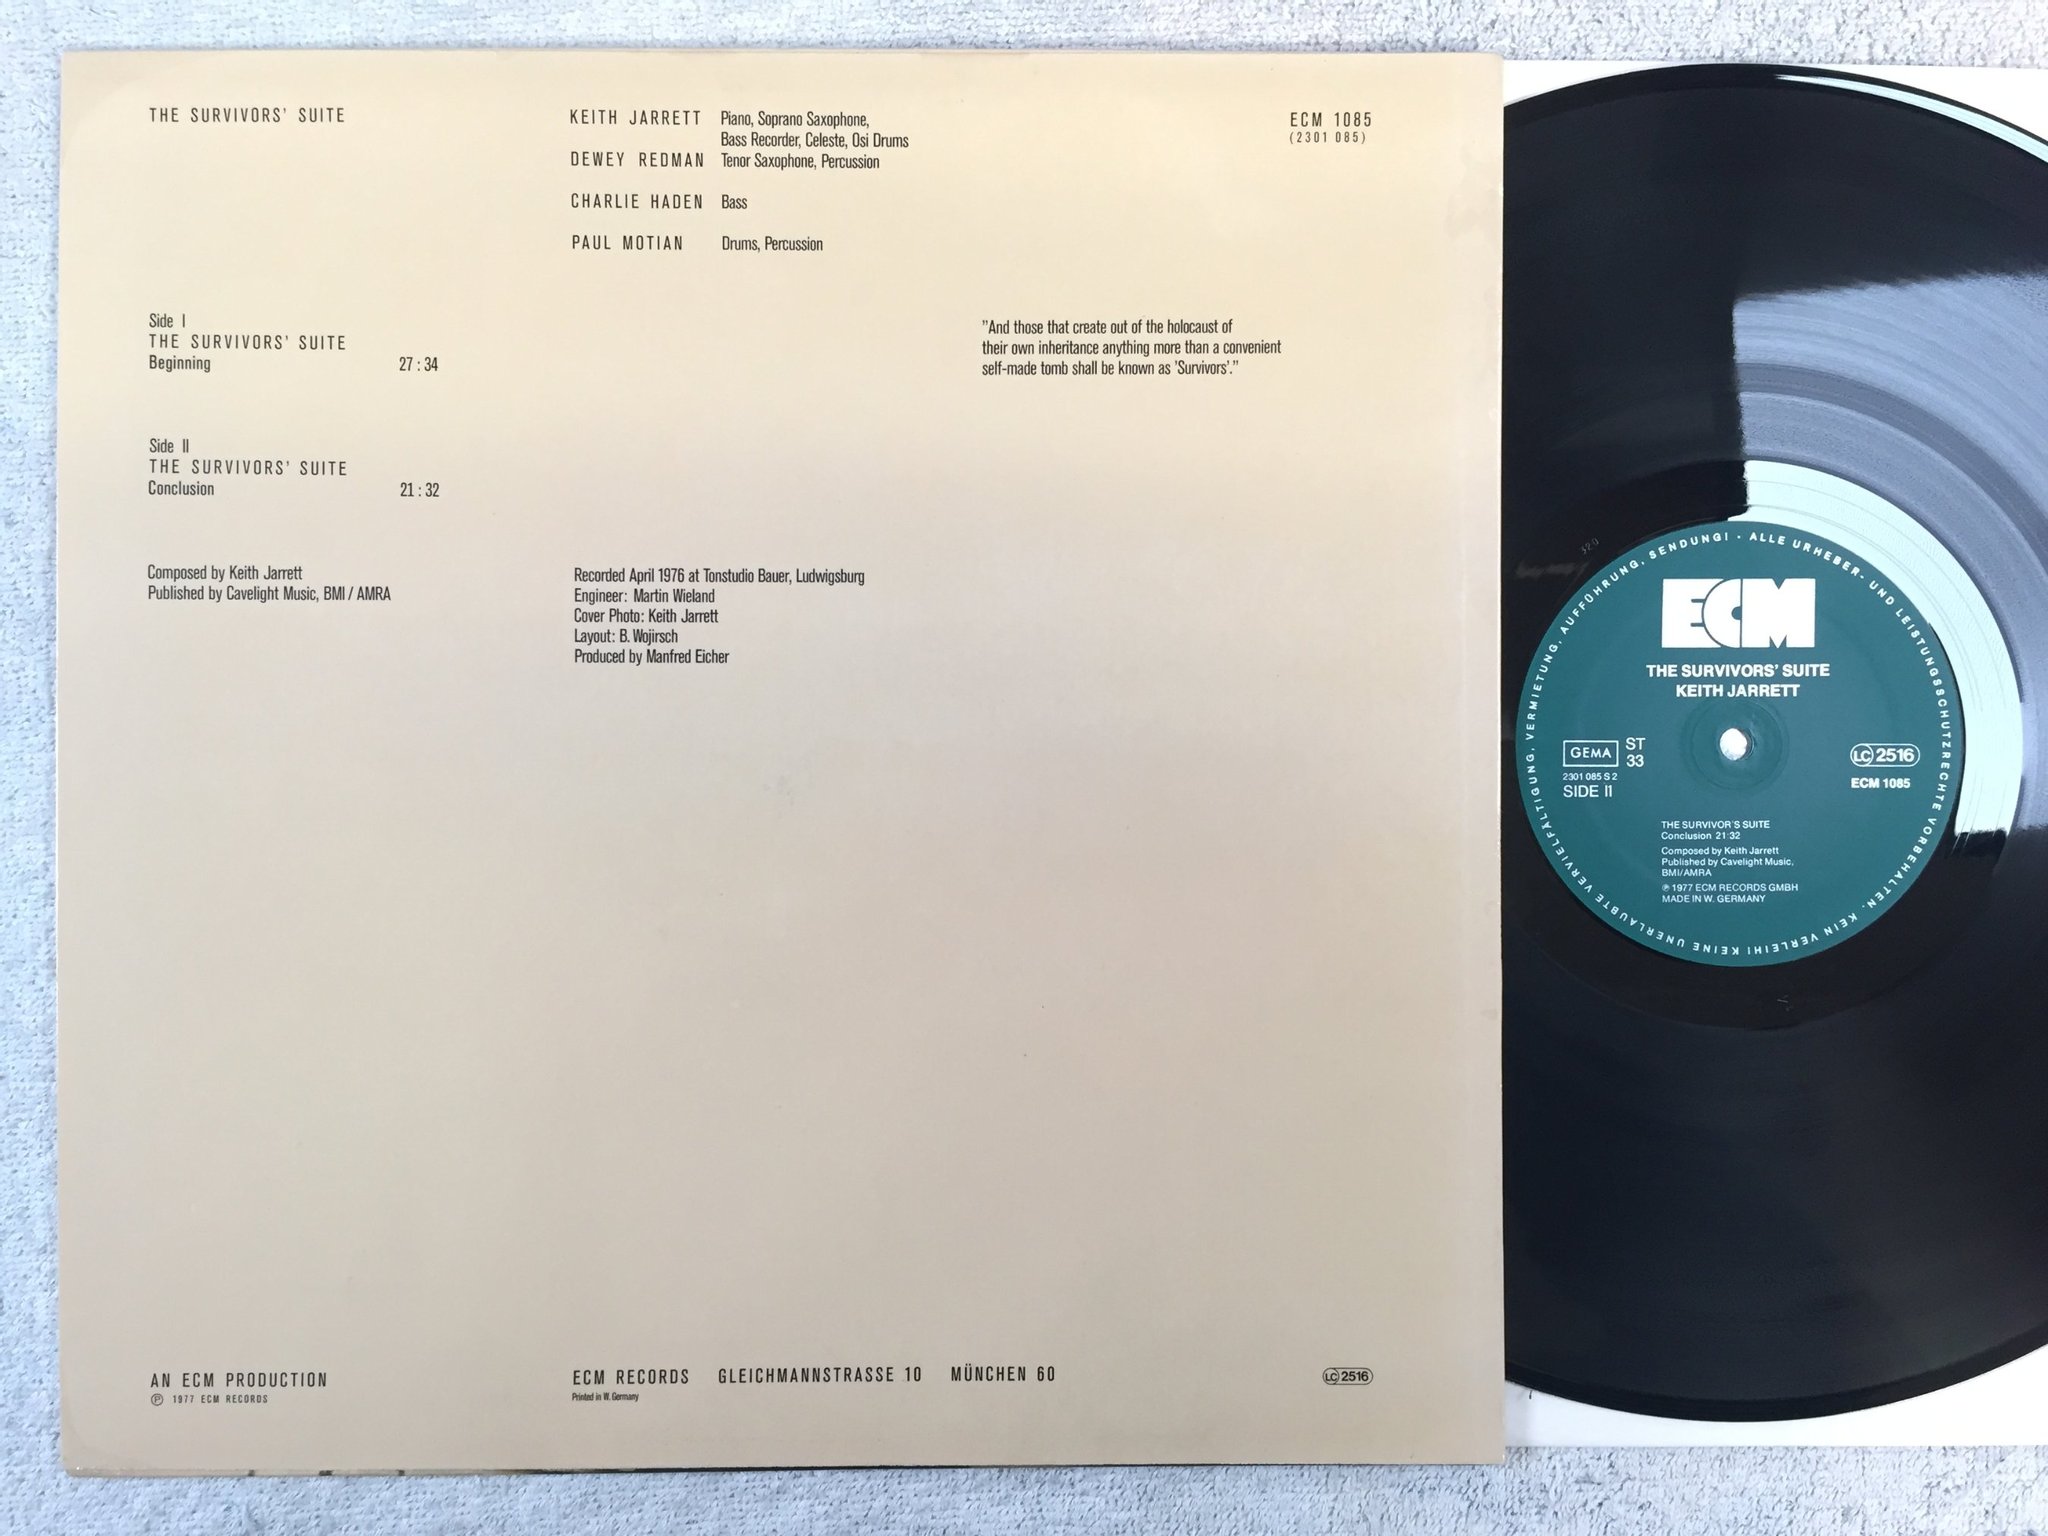 THE SURVIVORS' SUITE
KEITH JARRETT Piano, Soprano Saxophone,
Bass Recorder, Celeste, Osi Drums
DEWEY REDMAN Tenor Saxophone, Percussion
CHARLIE HADEN Bass
PAUL MOTIAN Drums, Percussion
ECM 1085
(2301 085)
Side I
THE SURVIVORS' SUITE
Beginning 27 : 34
Side II
THE SURVIVORS' SUITE
Conclusion 21 : 32
"And those that create out of the holocaust of
their own inheritance anything more than a convenient
self-made tomb shall be known as 'Survivors'."
Composed by Keith Jarrett
Published by Cavelight Music, BMI / AMRA
Recorded April 1976 at Tonstudio Bauer, Ludwigsburg
Engineer: Martin Wieland
Cover Photo: Keith Jarrett
Layout: B. Wojirsch
Produced by Manfred Eicher
AN ECM PRODUCTION
℗ 1977 ECM RECORDS
ECM RECORDS GLEICHMANNSTRASSE 10 MÜNCHEN 60
Printed in W. Germany
LC 2516
320
ALLE URHEBER- UND LEISTUNGSSCHUTZRECHTE VORBEHALTEN. KEIN VERLEIH! KEINE UNERLAUBTE VERVIELFÄLTIGUNG, VERMIETUNG, AUFFÜHRUNG, SENDUNG! ·
ECM
THE SURVIVORS' SUITE
KEITH JARRETT
GEMA
ST
33
2301 085 S 2
SIDE II
LC 2516
ECM 1085
THE SURVIVOR'S SUITE
Conclusion 21:32
Composed by Keith Jarrett
Published by Cavelight Music,
BMI/AMRA
℗ 1977 ECM RECORDS GMBH
MADE IN W. GERMANY